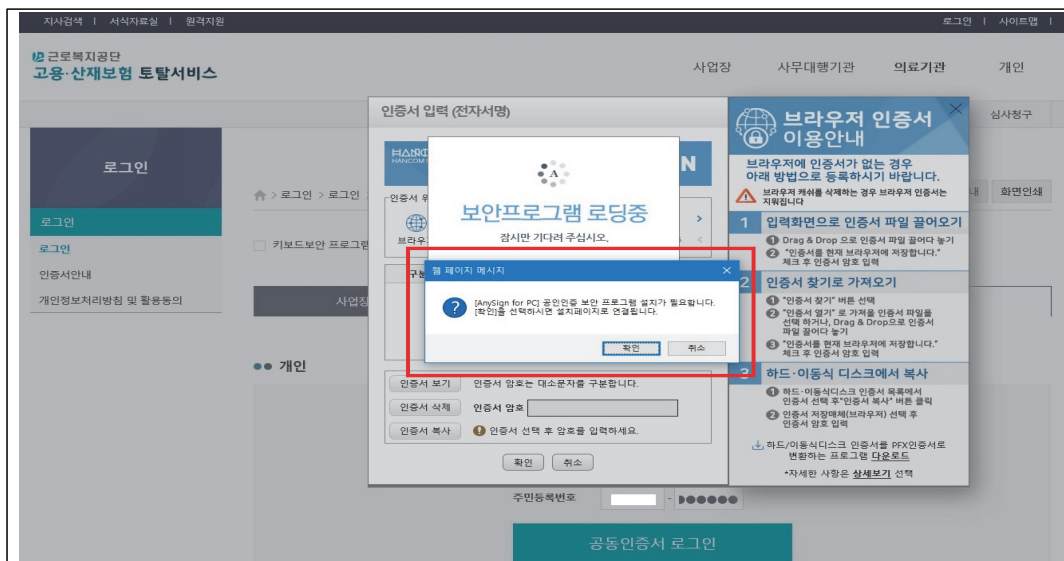 지사검색 | 서식자료실 | 원격지원
로그인 | 사이트맵 |
근로복지공단
고용·산재보험 토탈서비스
사업장 사무대행기관 의료기관 개인
심사청구
로그인
로그인
로그인
인증서안내
개인정보처리방침 및 활용동의
> 로그인 > 로그인
화면인쇄
키보드보안 프로그램
사업장
개인
인증서 입력 (전자서명)
보안프로그램 로딩중
잠시만 기다려 주십시오.
웹 페이지 메시지
[AnySign for PC] 공인인증 보안 프로그램 설치가 필요합니다.
[확인]을 선택하시면 설치페이지로 연결됩니다.
확인 취소
인증서 보기 인증서 암호는 대소문자를 구분합니다.
인증서 삭제 인증서 암호
인증서 복사 인증서 선택 후 암호를 입력하세요.
확인 취소
브라우저 인증서
이용안내
브라우저에 인증서가 없는 경우
아래 방법으로 등록하시기 바랍니다.
브라우저 캐쉬를 삭제하는 경우 브라우저 인증서는
지워집니다
1 입력화면으로 인증서 파일 끌어오기
❶ Drag & Drop 으로 인증서 파일 끌어다 놓기
❷ "인증서를 현재 브라우저에 저장합니다."
체크 후 인증서 암호 입력
2 인증서 찾기로 가져오기
❶ "인증서 찾기" 버튼 선택
❷ "인증서 열기" 로 가져올 인증서 파일을
선택 하거나, Drag & Drop으로 인증서
파일 끌어다 놓기
❸ "인증서를 현재 브라우저에 저장합니다."
체크 후 인증서 암호 입력
3 하드·이동식 디스크에서 복사
❶ 하드·이동식디스크 인증서 목록에서
인증서 선택 후"인증서 복사" 버튼 클릭
❷ 인증서 저장매체(브라우저) 선택 후
인증서 암호 입력
하드/이동식디스크 인증서를 PFX인증서로
변환하는 프로그램 다운로드
*자세한 사항은 상세보기 선택
주민등록번호 -
공동인증서 로그인